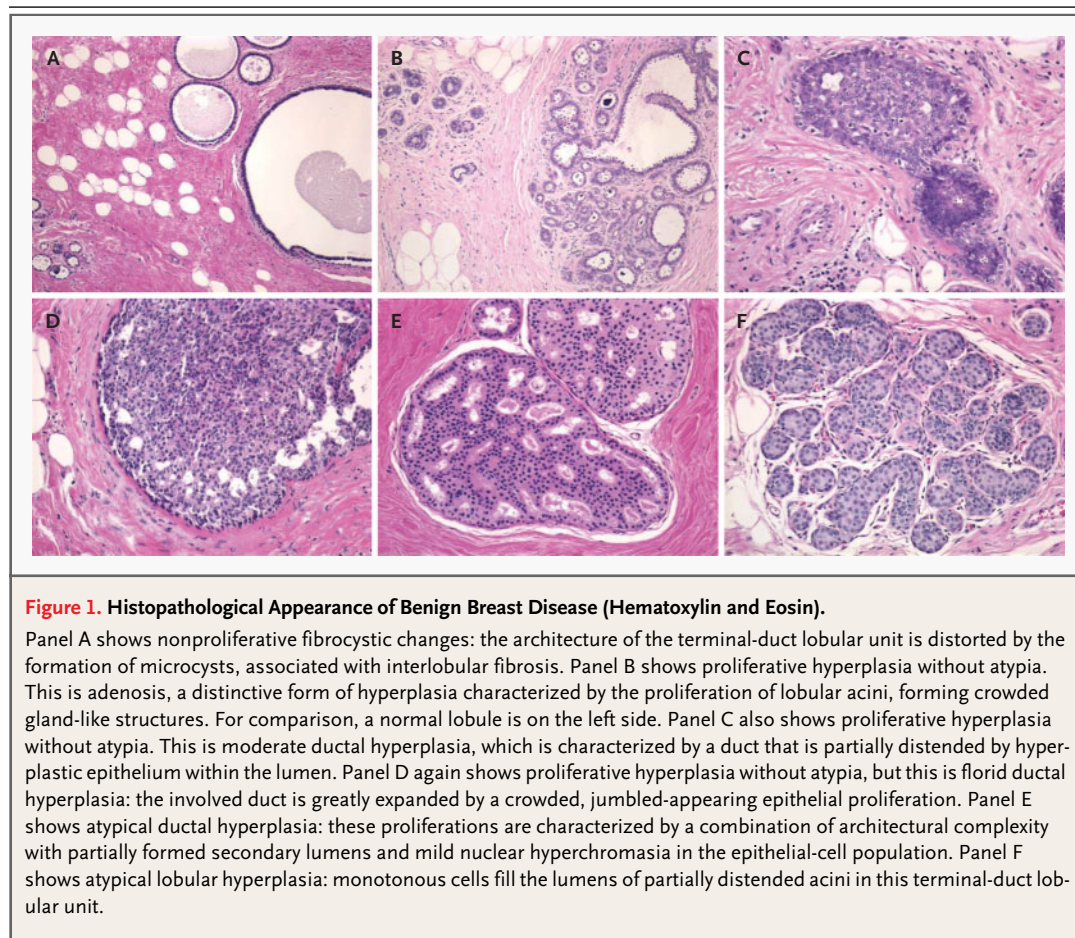 A
B
C
D
E
F
Figure 1. Histopathological Appearance of Benign Breast Disease (Hematoxylin and Eosin).
Panel A shows nonproliferative fibrocystic changes: the architecture of the terminal-duct lobular unit is distorted by the
formation of microcysts, associated with interlobular fibrosis. Panel B shows proliferative hyperplasia without atypia.
This is adenosis, a distinctive form of hyperplasia characterized by the proliferation of lobular acini, forming crowded
gland-like structures. For comparison, a normal lobule is on the left side. Panel C also shows proliferative hyperplasia
without atypia. This is moderate ductal hyperplasia, which is characterized by a duct that is partially distended by hyper-
plastic epithelium within the lumen. Panel D again shows proliferative hyperplasia without atypia, but this is florid ductal
hyperplasia: the involved duct is greatly expanded by a crowded, jumbled-appearing epithelial proliferation. Panel E
shows atypical ductal hyperplasia: these proliferations are characterized by a combination of architectural complexity
with partially formed secondary lumens and mild nuclear hyperchromasia in the epithelial-cell population. Panel F
shows atypical lobular hyperplasia: monotonous cells fill the lumens of partially distended acini in this terminal-duct lob-
ular unit.